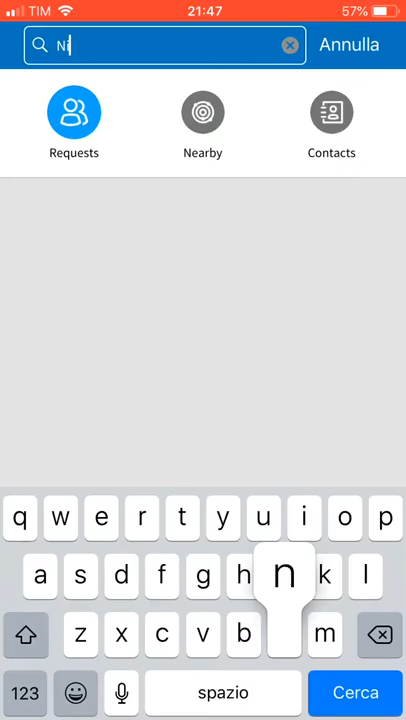 TIM 21:47 57%
Ni Annulla
Requests Nearby Contacts
q w e r t y u i o p
a s d f g h n k l
z x c v b m
123 spazio Cerca